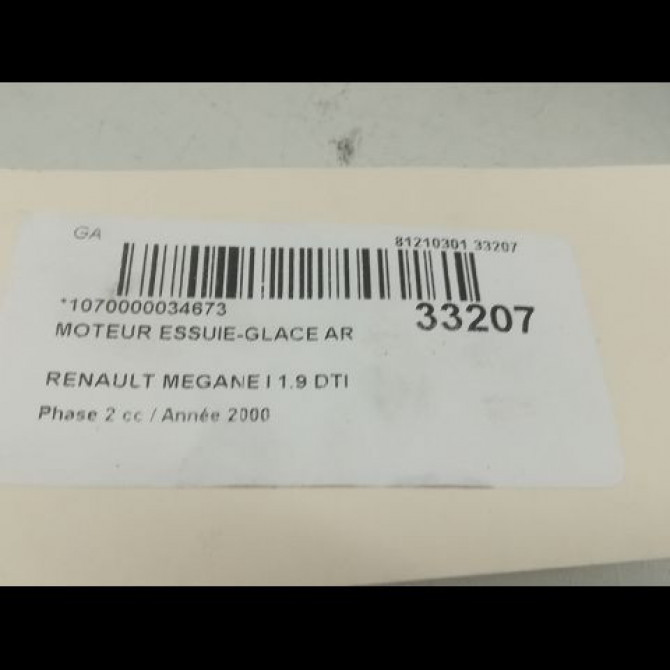 GA
81210301 33207
*1070000034673
33207
MOTEUR ESSUIE-GLACE AR
RENAULT MEGANE I 1.9 DTI
Phase 2 cc / Année 2000